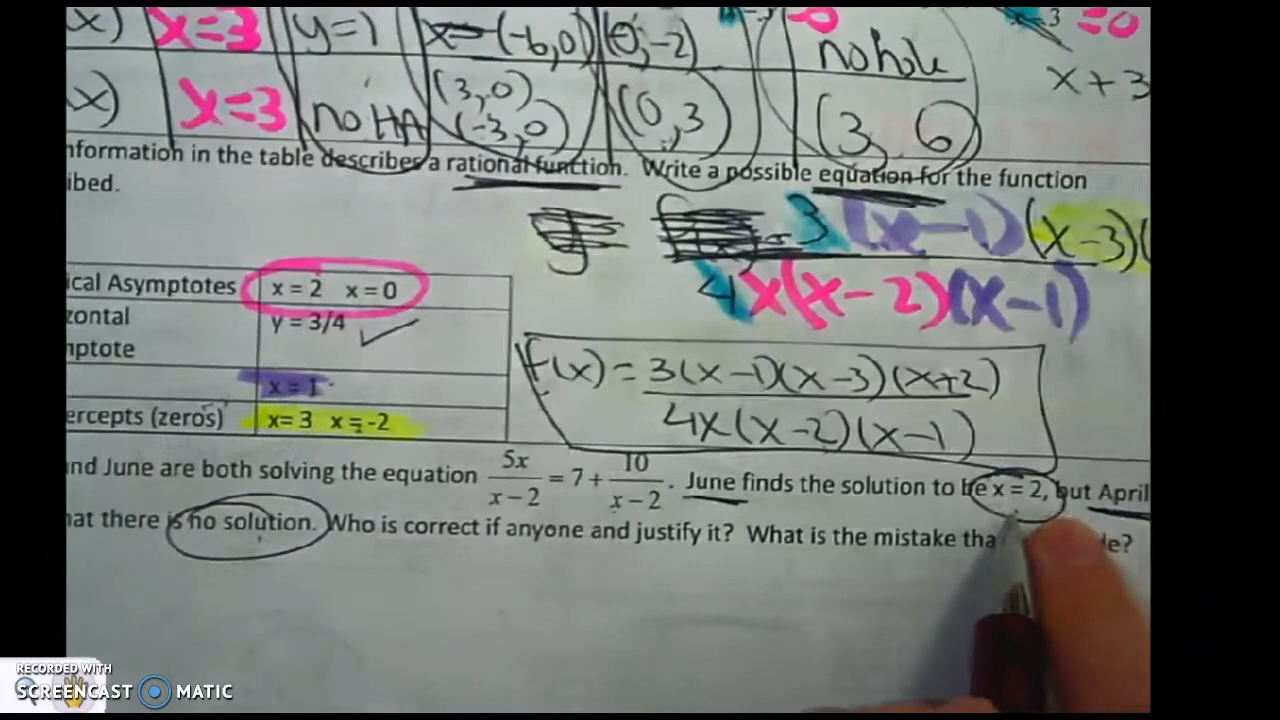 x) x=3 y=1 (-6,0) (0,-2) no hole =0
x+3
x) x=3 no HA (3,0) (-3,0) (0,3) (3, 6)
nformation in the table describes a rational function. Write a possible equation for the function
ibed.
3(x-1)(x-3)(
4x(x-2)(x-1)
ical Asymptotes x = 2 x = 0
zontal mptote y = 3/4 ✓
x = 1
ercepts (zeros) x= 3 x = -2
f(x) = 3(x-1)(x-3)(x+2)
4x(x-2)(x-1)
and June are both solving the equation 5x/x-2 = 7 + 10/x-2. June finds the solution to be x = 2, but April
hat there is no solution. Who is correct if anyone and justify it? What is the mistake tha de?
RECORDED WITH
SCREENCAST MATIC